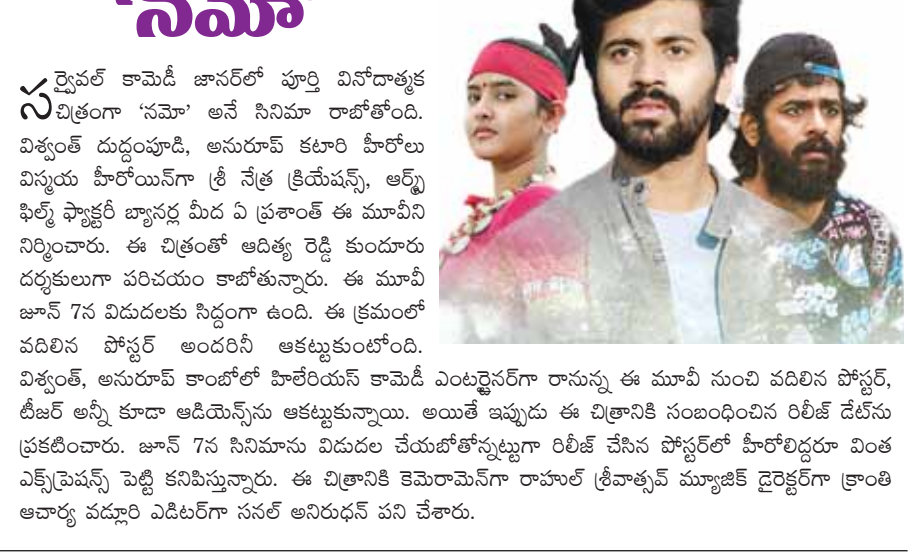 'నమో'
సర్వైవల్ కామెడీ జానర్‌లో పూర్తి వినోదాత్మక
చిత్రంగా 'నమో' అనే సినిమా రాబోతోంది.
విశ్వంత్ దుద్దంపూడి, అనురూప్ కటారి హీరోలు
విస్మయ హీరోయిన్‌గా శ్రీ నేత్ర క్రియేషన్స్, ఆర్మ్స్
ఫిల్మ్ ఫ్యాక్టరీ బ్యానర్ల మీద ఏ ప్రశాంత్ ఈ మూవీని
నిర్మించారు. ఈ చిత్రంతో ఆదిత్య రెడ్డి కుందూరు
దర్శకులుగా పరిచయం కాబోతున్నారు. ఈ మూవీ
జూన్ 7న విడుదలకు సిద్దంగా ఉంది. ఈ క్రమంలో
వదిలిన పోస్టర్ అందరినీ ఆకట్టుకుంటోంది.
విశ్వంత్, అనురూప్ కాంబోలో హిలేరియస్ కామెడీ ఎంటర్టైనర్‌గా రానున్న ఈ మూవీ నుంచి వదిలిన పోస్టర్,
టీజర్ అన్నీ కూడా ఆడియెన్స్‌ను ఆకట్టుకున్నాయి. అయితే ఇప్పుడు ఈ చిత్రానికి సంబంధించిన రిలీజ్ డేట్‌ను
ప్రకటించారు. జూన్ 7న సినిమాను విడుదల చేయబోతోన్నట్టుగా రిలీజ్ చేసిన పోస్టర్‌లో హీరోలిద్దరూ వింత
ఎక్స్‌ప్రెషన్స్ పెట్టి కనిపిస్తున్నారు. ఈ చిత్రానికి కెమెరామెన్‌గా రాహుల్ శ్రీవాత్సవ్ మ్యూజిక్ డైరెక్టర్‌గా క్రాంతి
ఆచార్య వడ్లూరి ఎడిటర్‌గా సనల్ అనిరుధన్ పని చేశారు.